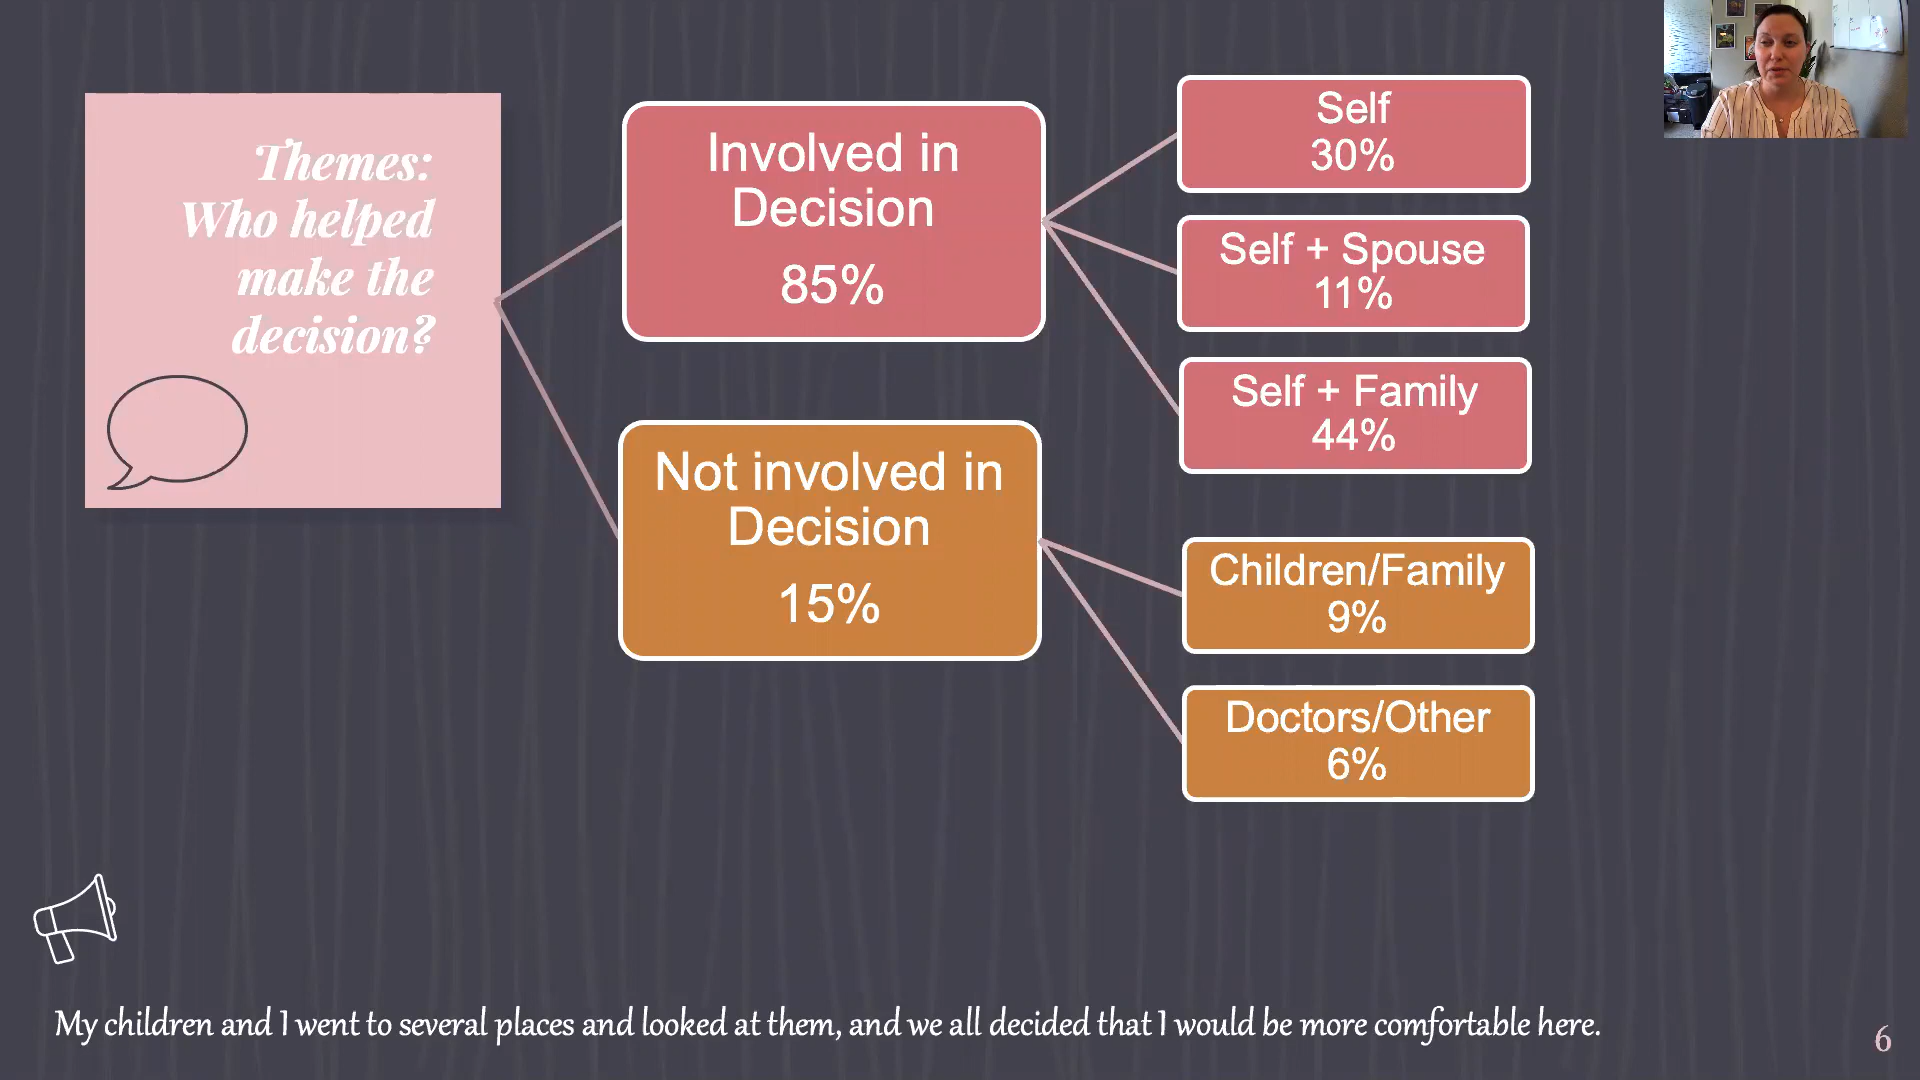 Themes:
Who helped
make the
decision?
Involved in
Decision
85%
Not involved in
Decision
15%
Self
30%
Self + Spouse
11%
Self + Family
44%
Children/Family
9%
Doctors/Other
6%
My children and I went to several places and looked at them, and we all decided that I would be more comfortable here.
6